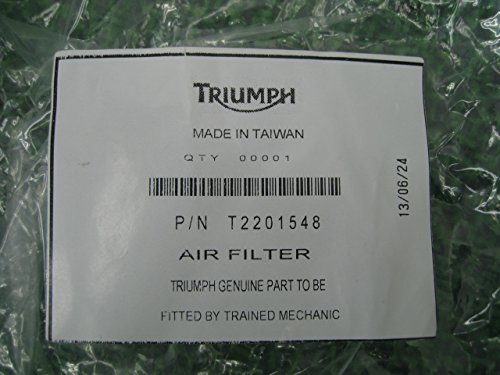 TRIUMPH
MADE IN TAIWAN
QTY 00001
P/N T2201548
AIR FILTER
TRIUMPH GENUINE PART TO BE
FITTED BY TRAINED MECHANIC
13/06/24